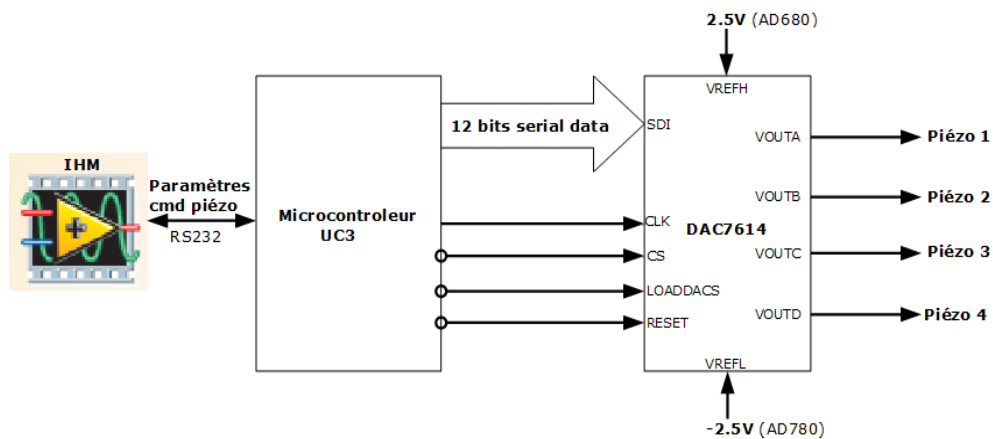 2.5V (AD680)
VREFH
12 bits serial data
SDI
VOUTA
Piézo 1
IHM
Paramètres
cmd piézo
RS232
Microcontroleur
UC3
VOUTB
Piézo 2
CLK
DAC7614
CS
VOUTC
Piézo 3
LOADDACS
RESET
VOUTD
Piézo 4
VREFL
-2.5V (AD780)